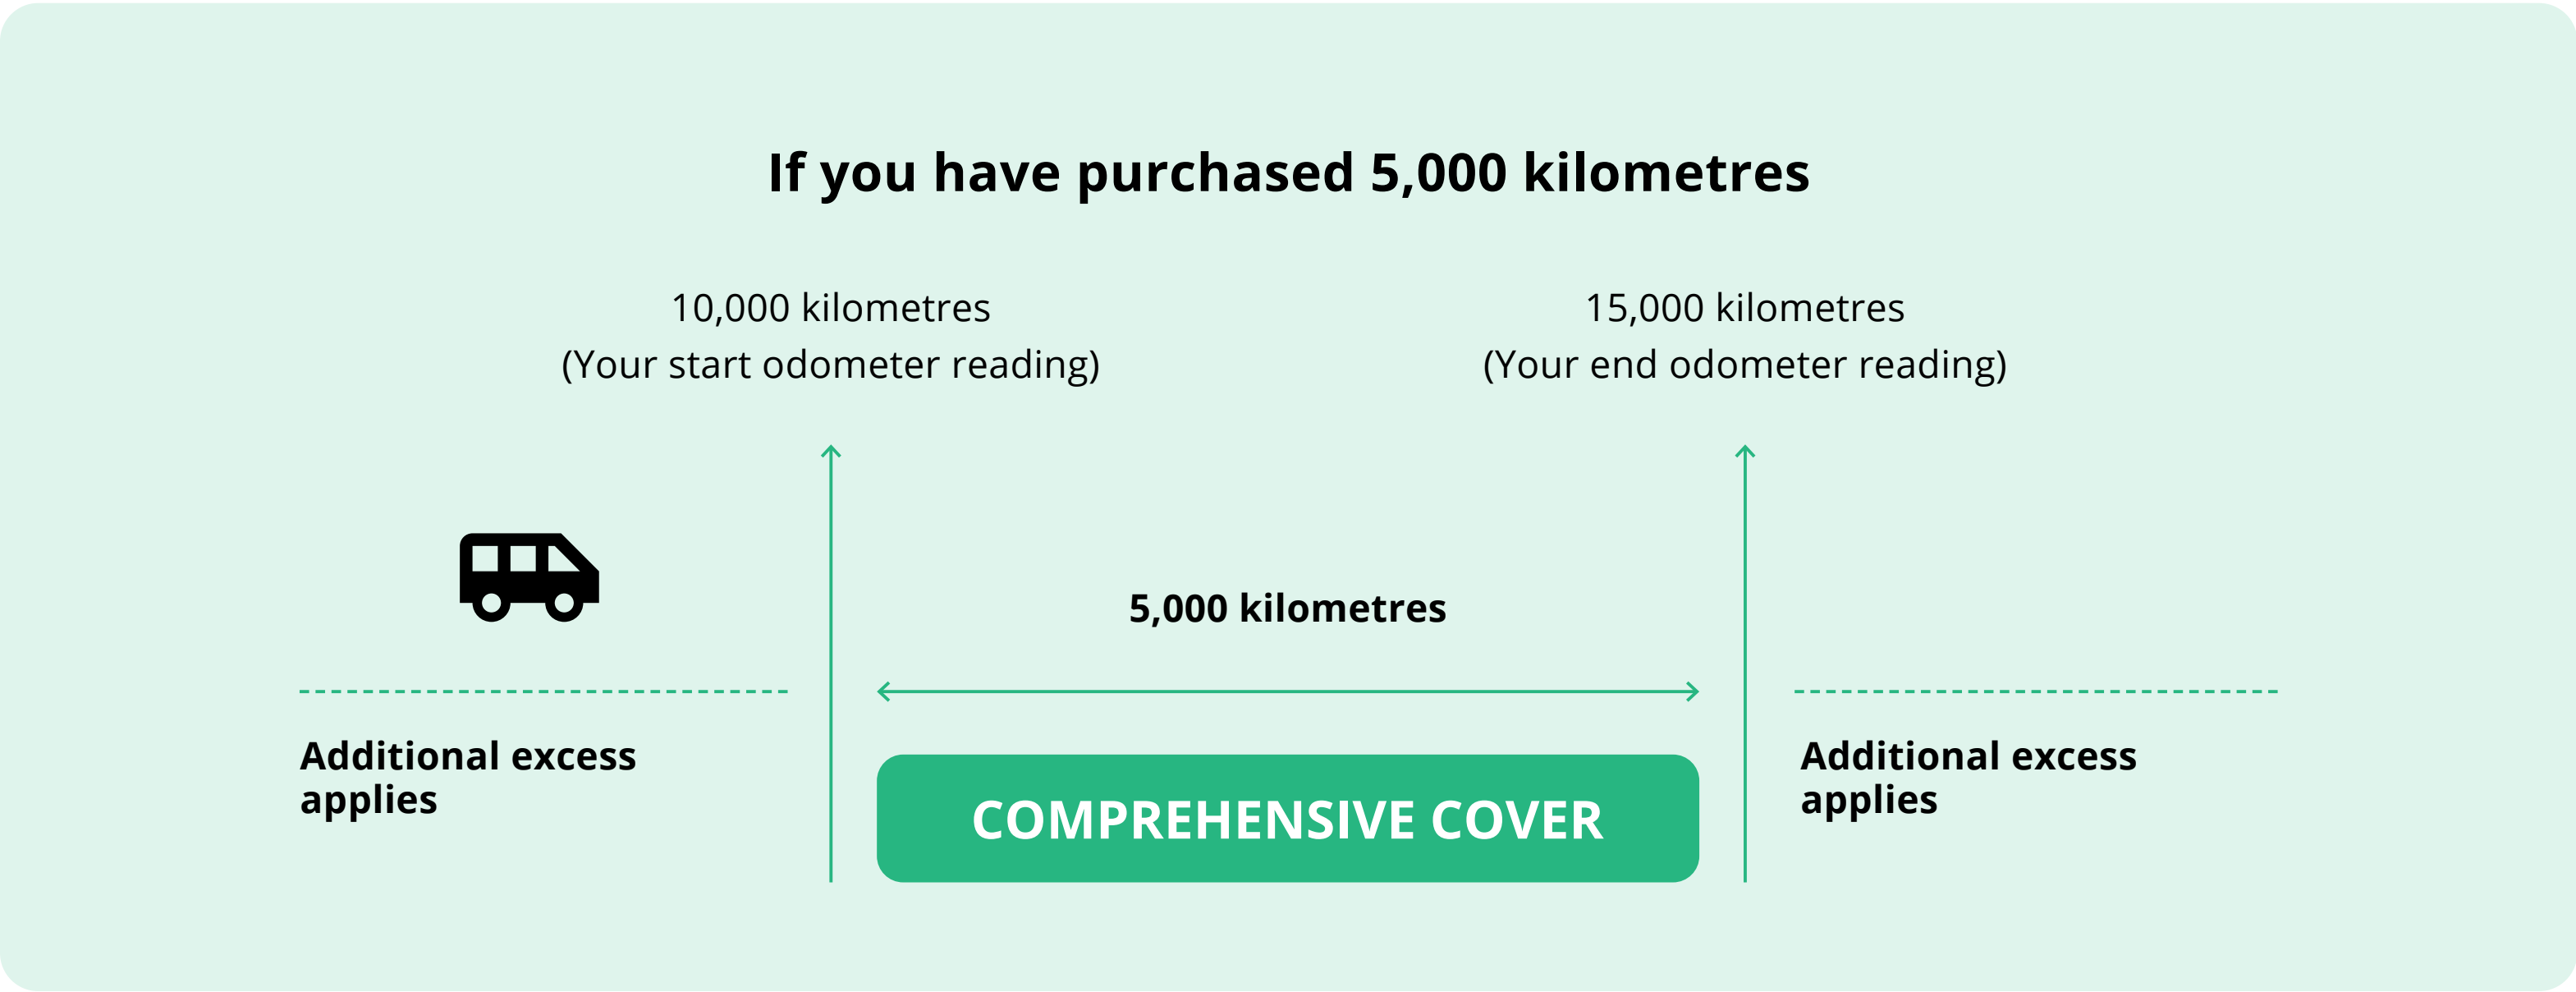 If you have purchased 5,000 kilometres
10,000 kilometres
(Your start odometer reading)
15,000 kilometres
(Your end odometer reading)
5,000 kilometres
Additional excess
applies
COMPREHENSIVE COVER
Additional excess
applies